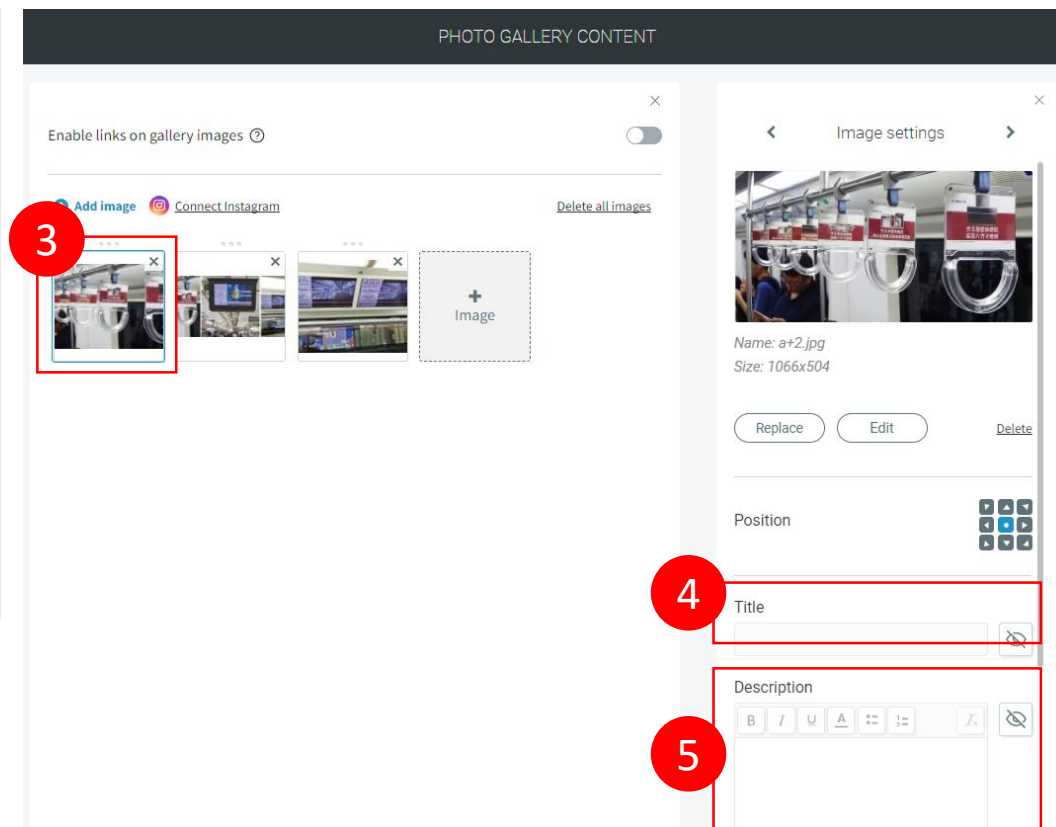 PHOTO GALLERY CONTENT
Enable links on gallery images ?
Add image Connect Instagram Delete all images
3
+
Image
Image settings
Name: a+2.jpg
Size: 1066x504
Replace Edit Delete
Position
4
Title
Description
B I U A
5